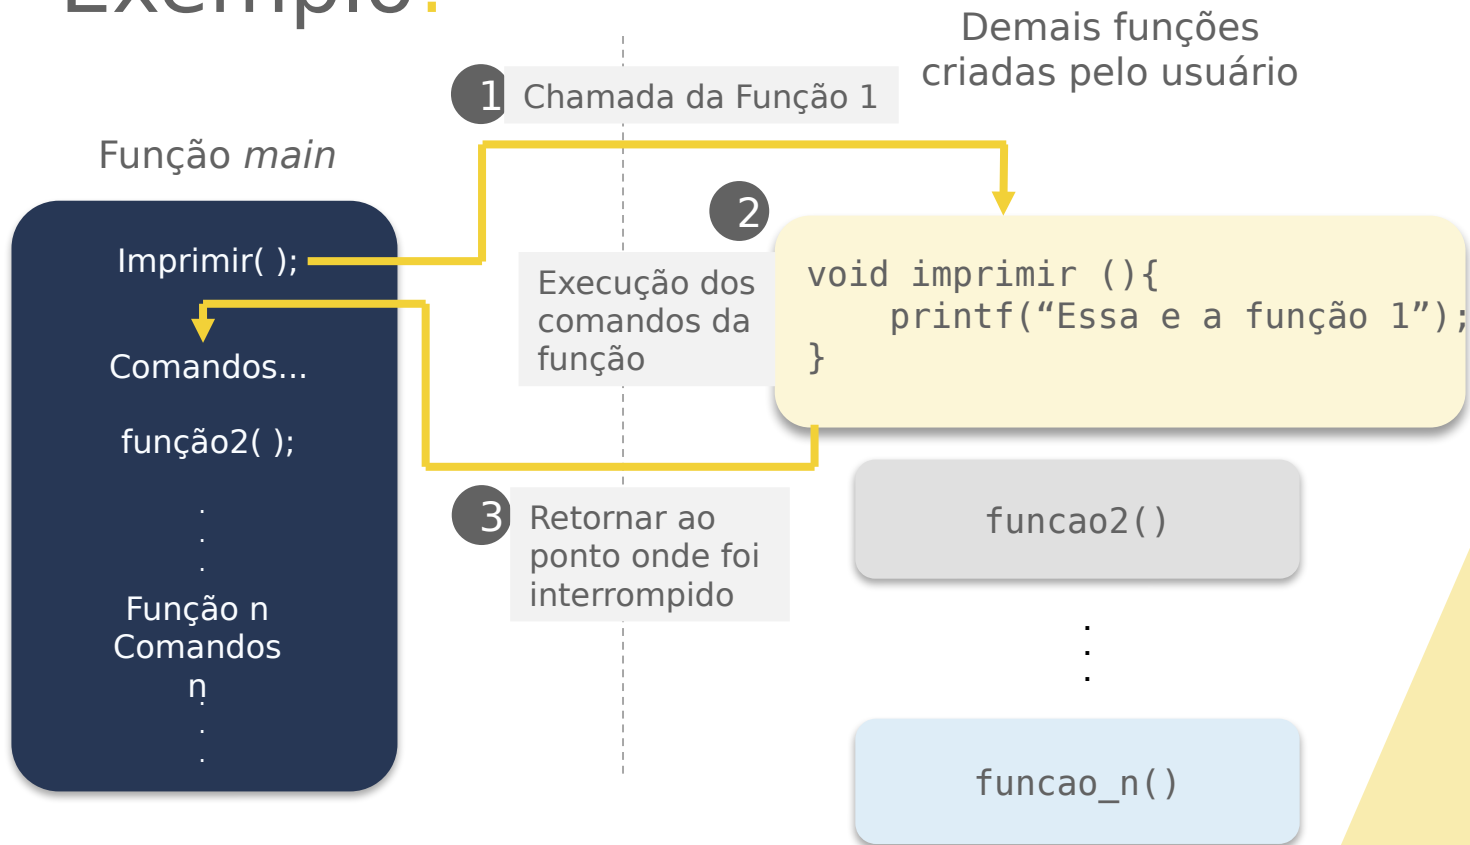 Exemplo:
Demais funções
criadas pelo usuário
1
Chamada da Função 1
Função main
2
Imprimir( );
Comandos...
função2( );
.
.
.
Função n
Comandos
n
.
.
.
Execução dos
comandos da
função
void imprimir (){
printf(“Essa e a função 1”);
}
3
Retornar ao
ponto onde foi
interrompido
funcao2()
.
.
.
funcao_n()